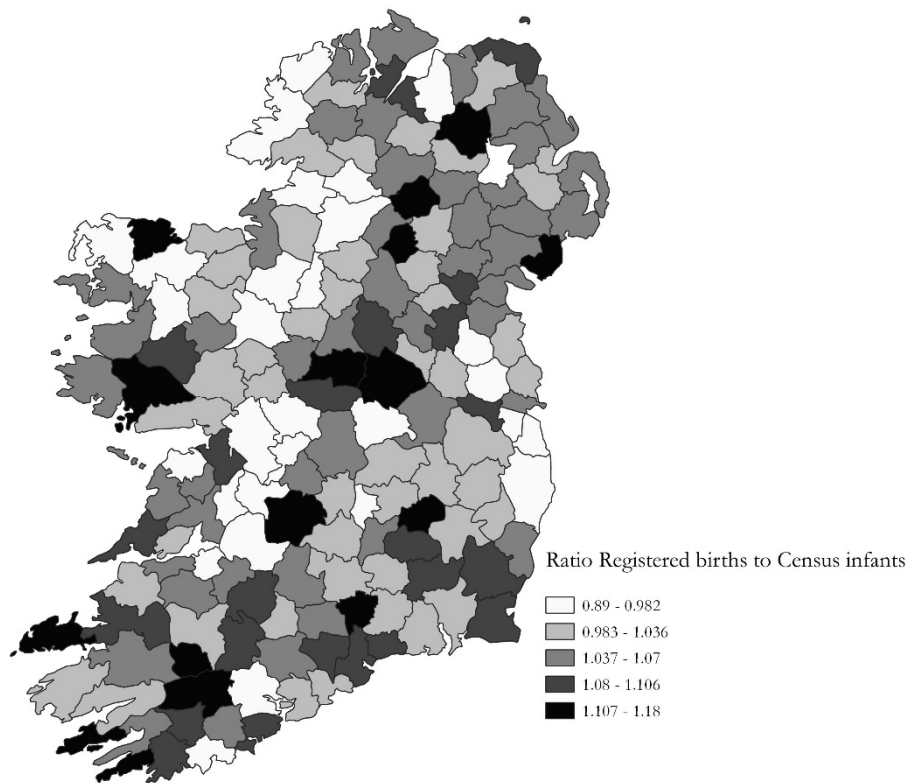 Ratio Registered births to Census infants
0.89 - 0.982
0.983 - 1.036
1.037 - 1.07
1.08 - 1.106
1.107 - 1.18